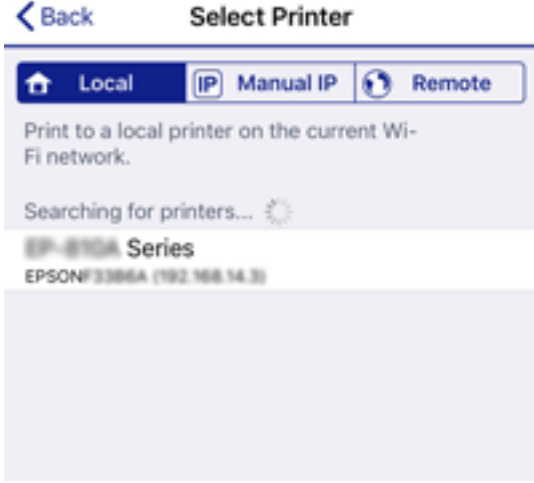 Back
Select Printer
Local
IP
Manual IP
Remote
Print to a local printer on the current Wi-
Fi network.
Searching for printers...
Series
EPSON